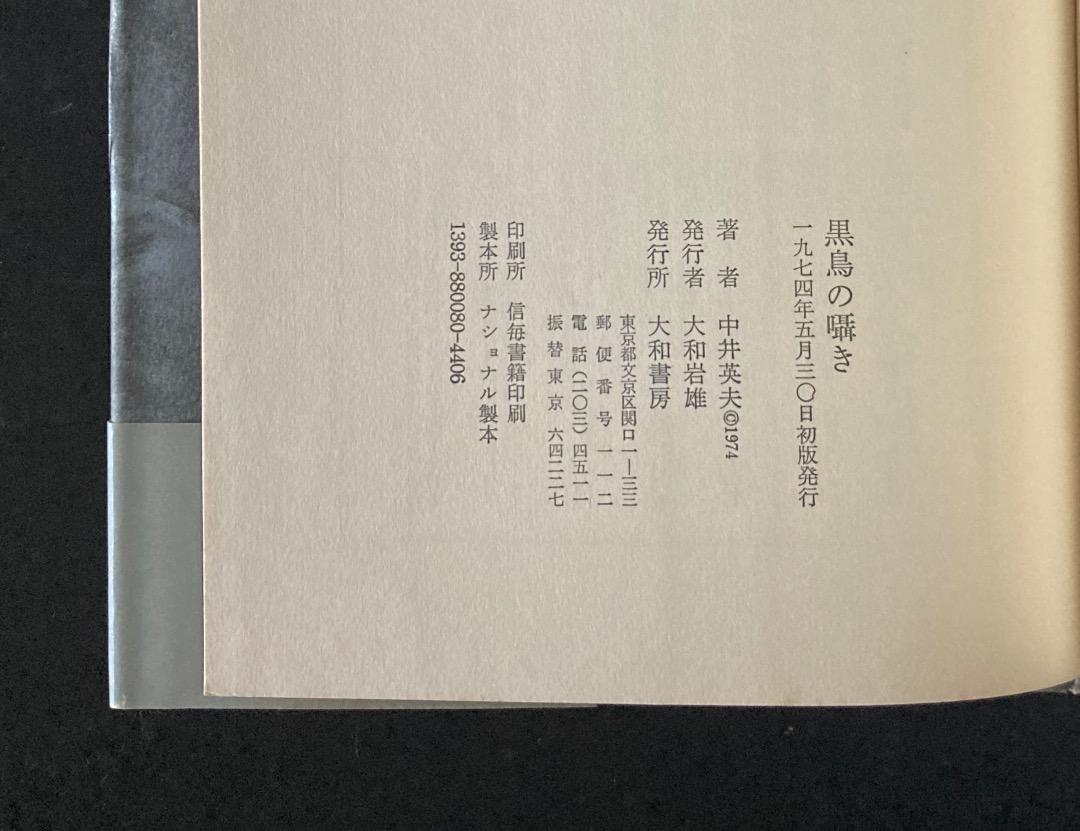 黒鳥の囁き
一九七四年五月三〇日初版発行
著者 中井英夫©1974
発行者 大和岩雄
発行所 大和書房
東京都文京区関口一―三三
郵便番号 一一二
電話(二〇三)四五一一
振替東京 六四二二七
印刷所 信毎書籍印刷
製本所 ナショナル製本
1393-880080-4406